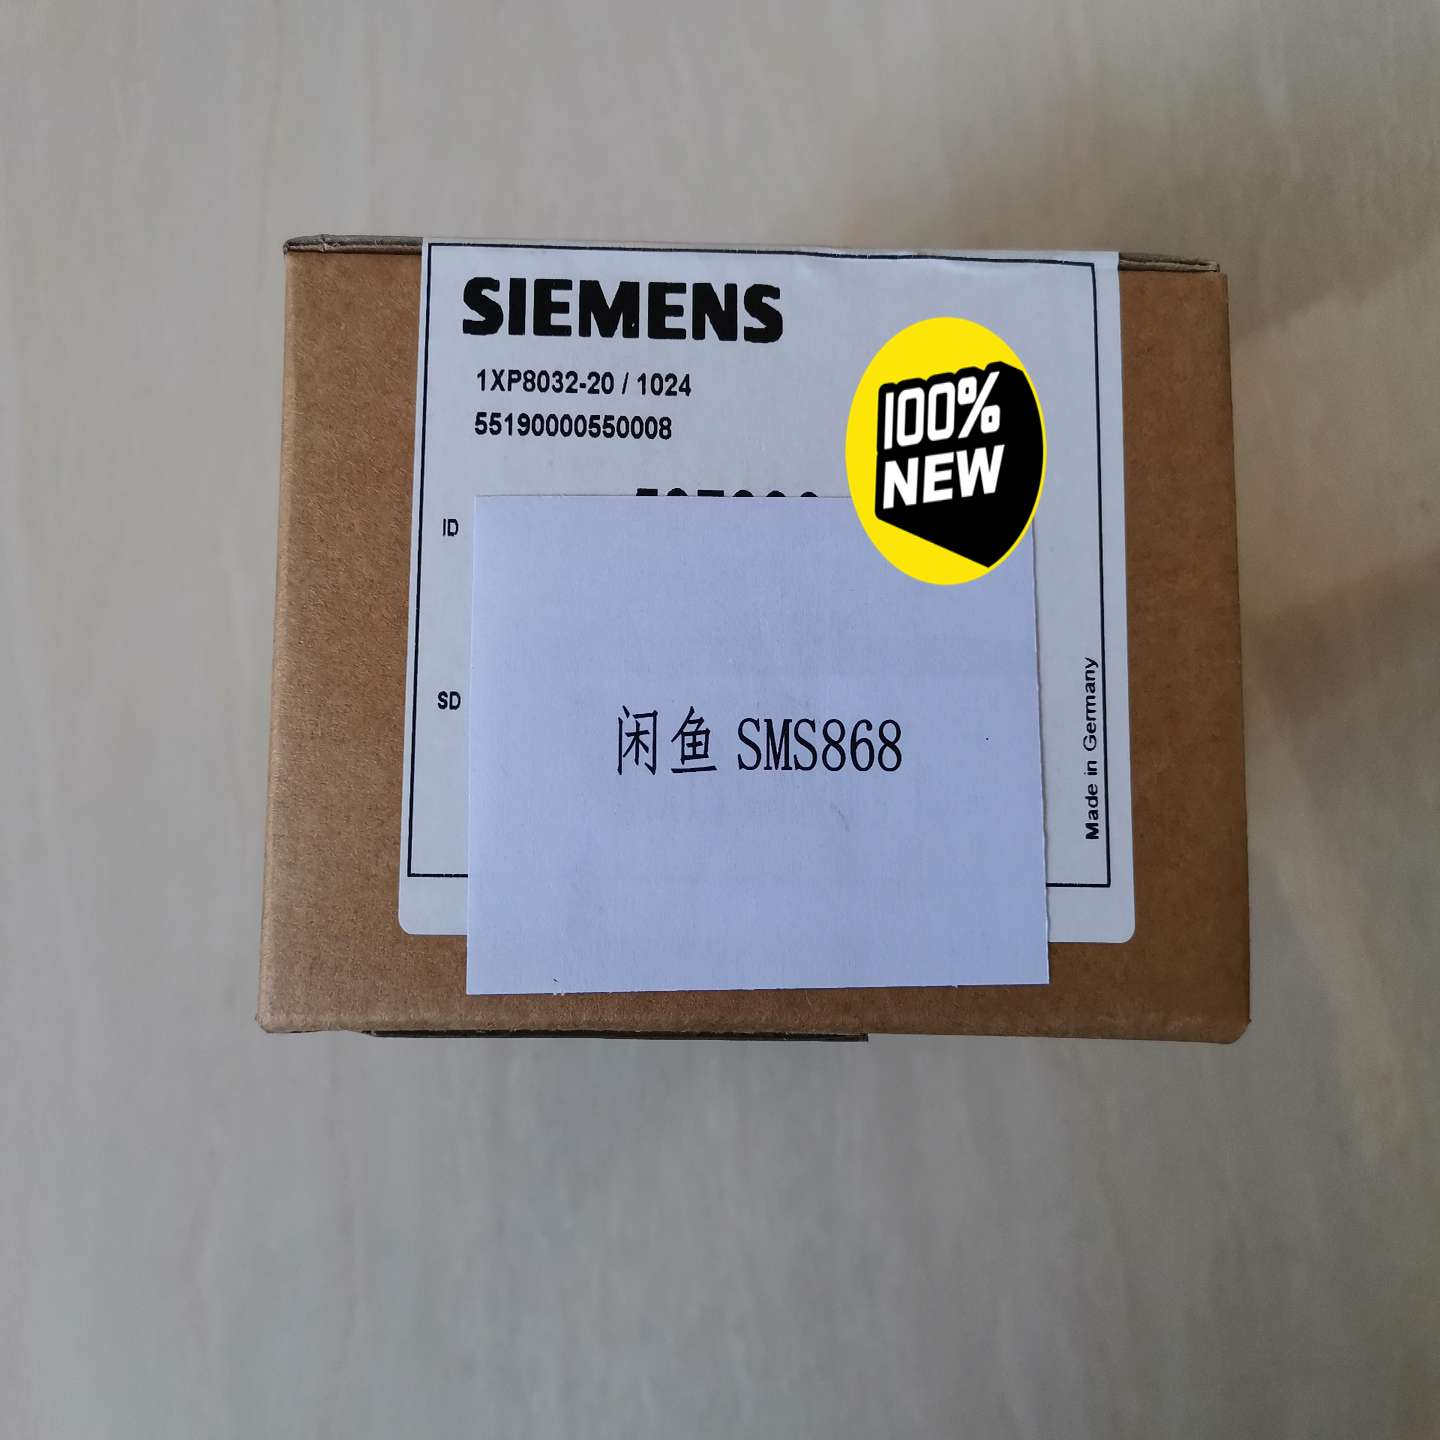 SIEMENS
1XP8032-20 / 1024
55190000550008
100%
NEW
ID
SD
闲鱼 SMS868
Made in Germany